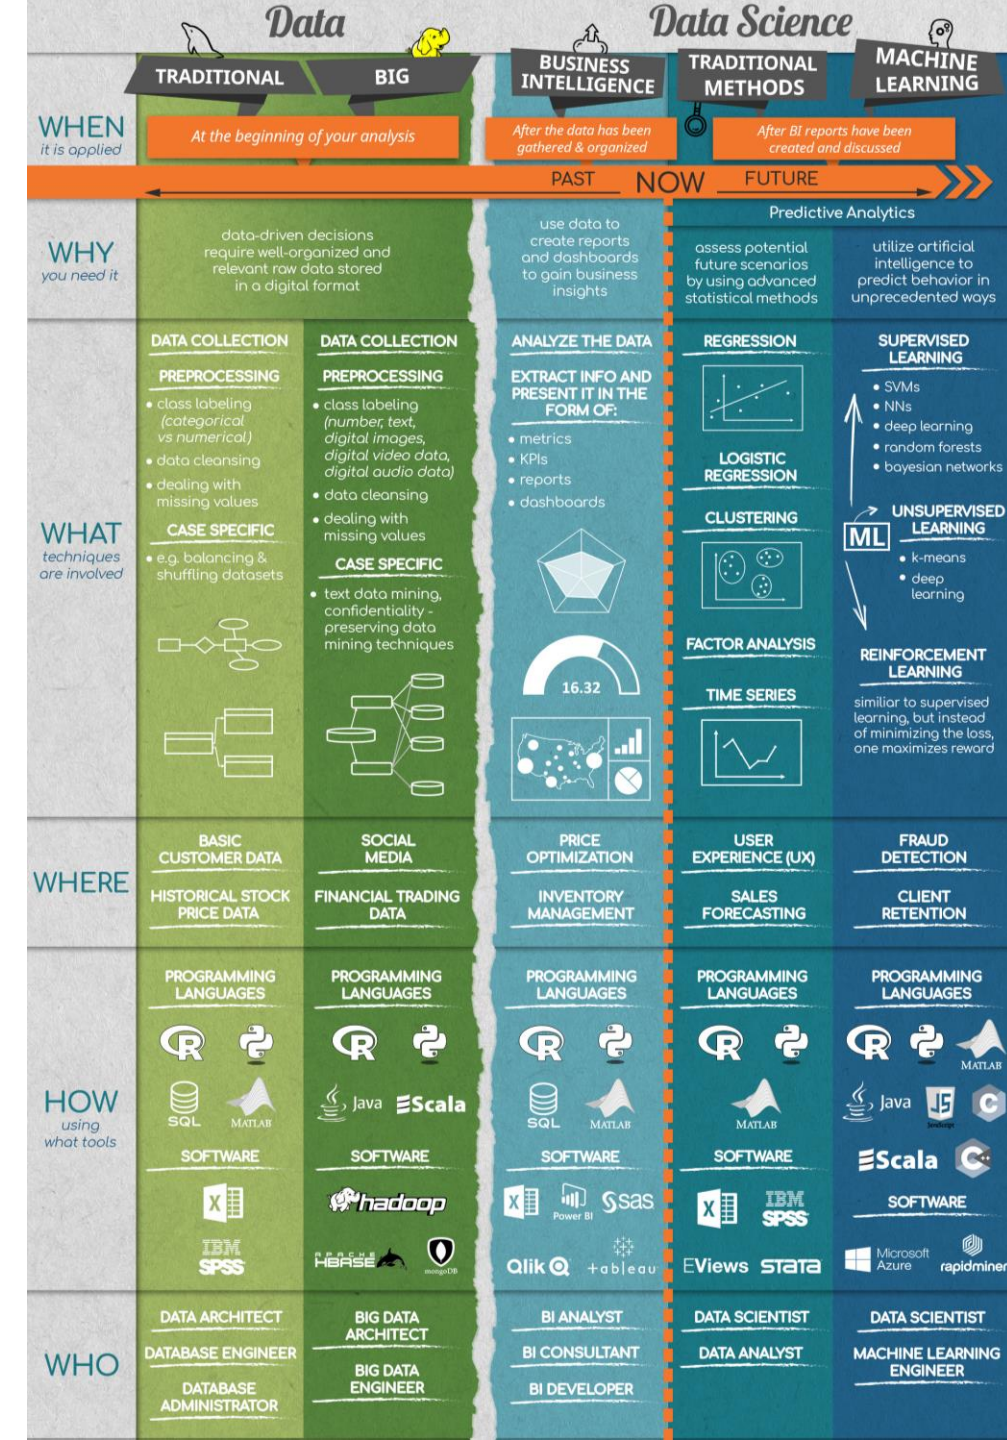 Data
Data Science
TRADITIONAL
BIG
BUSINESS
INTELLIGENCE
TRADITIONAL
METHODS
MACHINE
LEARNING
WHEN
it is applied
At the beginning of your analysis
After the data has been
gathered & organized
After BI reports have been
created and discussed
PAST
NOW
FUTURE
WHY
you need it
data-driven decisions
require well-organized and
relevant raw data stored
in a digital format
use data to
create reports
and dashboards
to gain business
insights
Predictive Analytics
assess potential
future scenarios
by using advanced
statistical methods
utilize artificial
intelligence to
predict behavior in
unprecedented ways
WHAT
techniques
are involved
DATA COLLECTION
PREPROCESSING
• class labeling
(categorical
vs numerical)
• data cleansing
• dealing with
missing values
CASE SPECIFIC
• e.g. balancing &
shuffling datasets
DATA COLLECTION
PREPROCESSING
• class labeling
(number, text,
digital images,
digital video data,
digital audio data)
• data cleansing
• dealing with
missing values
CASE SPECIFIC
• text data mining,
confidentiality -
preserving data
mining techniques
ANALYZE THE DATA
EXTRACT INFO AND
PRESENT IT IN THE
FORM OF:
• metrics
• KPIs
• reports
• dashboards
16.32
REGRESSION
LOGISTIC
REGRESSION
CLUSTERING
FACTOR ANALYSIS
TIME SERIES
SUPERVISED
LEARNING
• SVMs
• NNs
• deep learning
• random forests
• bayesian networks
ML
UNSUPERVISED
LEARNING
• k-means
• deep
learning
REINFORCEMENT
LEARNING
similiar to supervised
learning, but instead
of minimizing the loss,
one maximizes reward
WHERE
BASIC
CUSTOMER DATA
HISTORICAL STOCK
PRICE DATA
SOCIAL
MEDIA
FINANCIAL TRADING
DATA
PRICE
OPTIMIZATION
INVENTORY
MANAGEMENT
USER
EXPERIENCE (UX)
SALES
FORECASTING
FRAUD
DETECTION
CLIENT
RETENTION
HOW
using
what tools
PROGRAMMING
LANGUAGES
R
SQL
MATLAB
SOFTWARE
X
IBM
SPSS
PROGRAMMING
LANGUAGES
R
Java
Scala
SOFTWARE
hadoop
APACHE
HBASE
mongoDB
PROGRAMMING
LANGUAGES
R
SQL
MATLAB
SOFTWARE
X
Power BI
sas
Qlik
+ableau
PROGRAMMING
LANGUAGES
R
MATLAB
SOFTWARE
X
IBM
SPSS
EViews
STATA
PROGRAMMING
LANGUAGES
R
MATLAB
Java
JS
JavaScript
C
Scala
C++
SOFTWARE
Microsoft
Azure
rapidminer
WHO
DATA ARCHITECT
DATABASE ENGINEER
DATABASE
ADMINISTRATOR
BIG DATA
ARCHITECT
BIG DATA
ENGINEER
BI ANALYST
BI CONSULTANT
BI DEVELOPER
DATA SCIENTIST
DATA ANALYST
DATA SCIENTIST
MACHINE LEARNING
ENGINEER